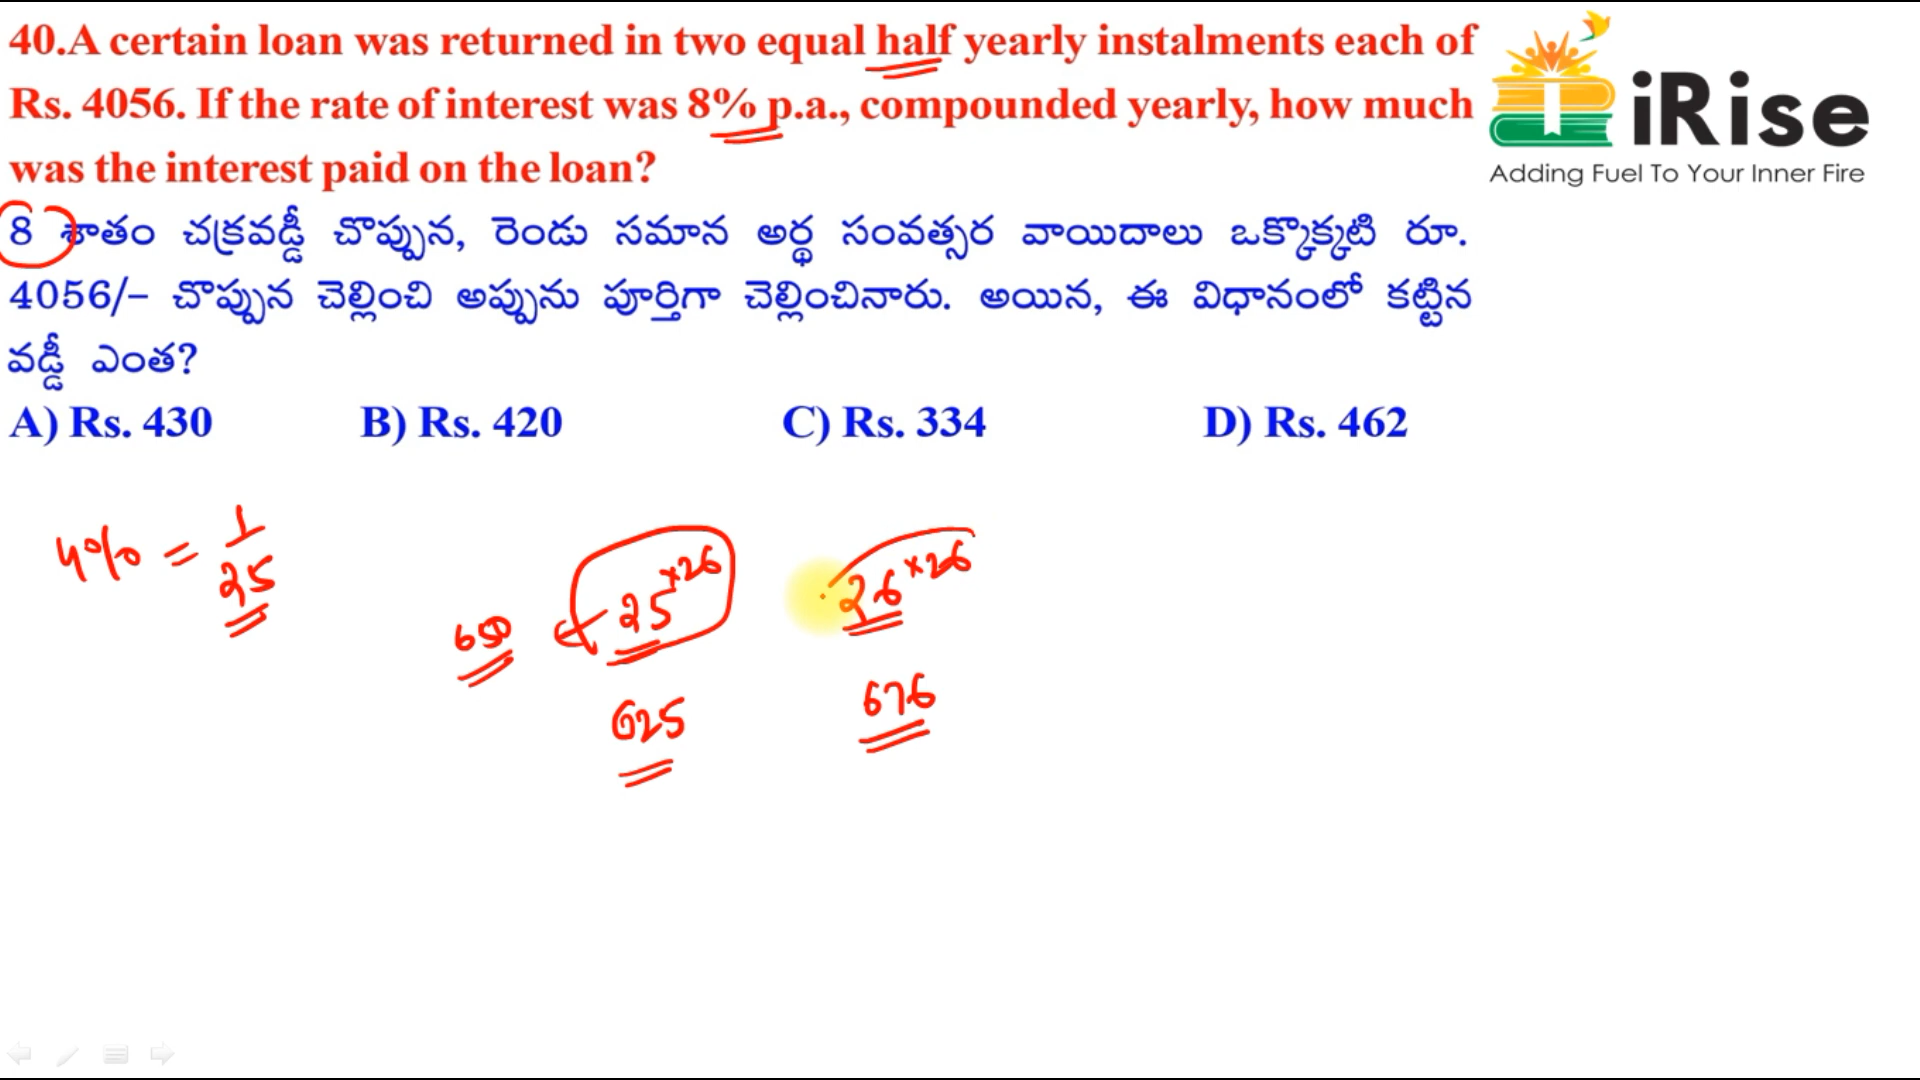 40.A certain loan was returned in two equal half yearly instalments each of
Rs. 4056. If the rate of interest was 8% p.a., compounded yearly, how much
was the interest paid on the loan?
8 శాతం చక్రవడ్డీ చొప్పున, రెండు సమాన అర్థ సంవత్సర వాయిదాలు ఒక్కొక్కటి రూ.
4056/– చొప్పున చెల్లించి అప్పును పూర్తిగా చెల్లించినారు. అయిన, ఈ విధానంలో కట్టిన
వడ్డీ ఎంత?
A) Rs. 430 B) Rs. 420 C) Rs. 334 D) Rs. 462
iRise
Adding Fuel To Your Inner Fire
4% = 1/25
650 25×26 26×26
625 676